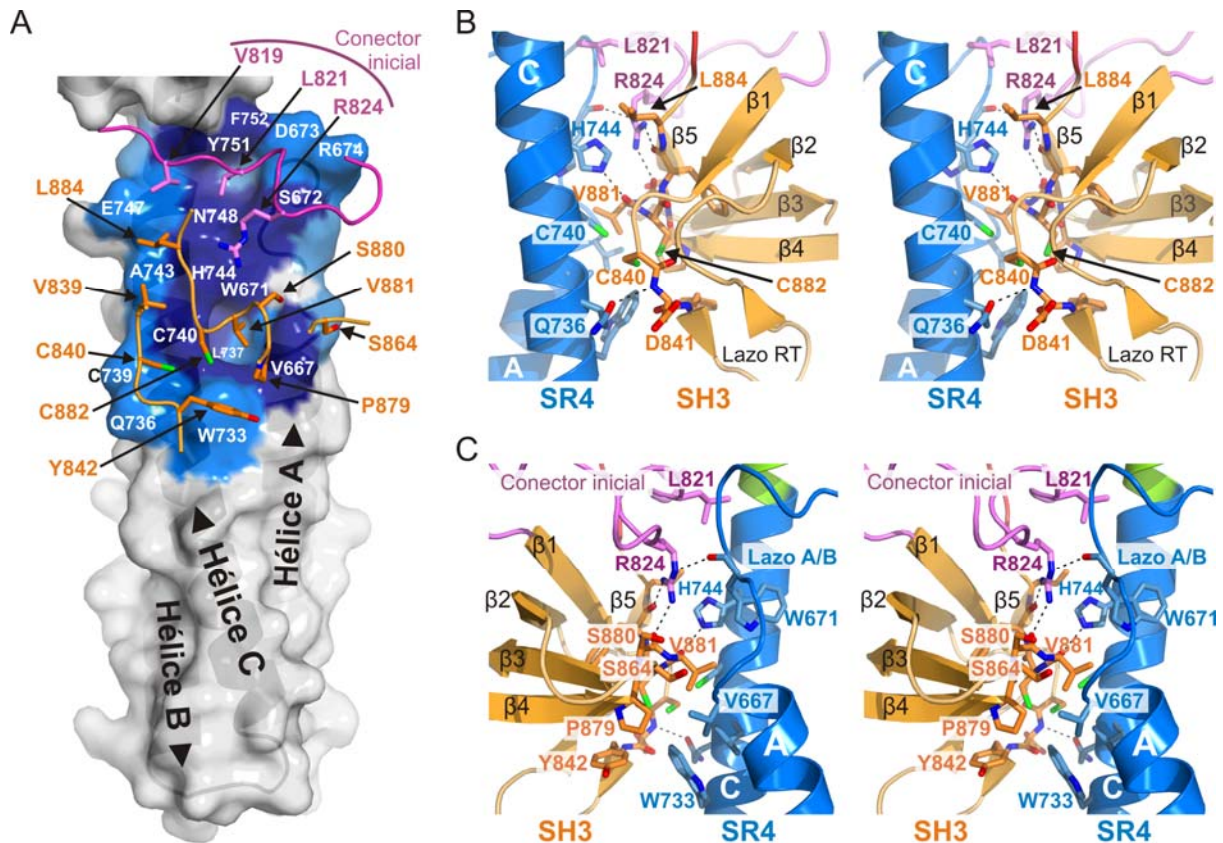 A
V819
Conector inicial
L821
R824
F752
D673
Y751
R674
L884
S672
E747
N748
S880
A743
H744
V839
W671
V881
C740
S864
C840
L737
V667
C739
C882
P879
Q736
W733
Y842
Hélice A
Hélice C
Hélice B
B
L821
C
R824
L884
β1
H744
β5
β2
V881
β3
C740
β4
C840
C882
Q736
D841
Lazo RT
A
SR4
SH3
L821
C
R824
L884
β1
H744
β5
β2
V881
β3
C740
β4
C840
C882
Q736
D841
Lazo RT
A
SR4
SH3
C
Conector inicial
L821
β1
R824
Lazo A/B
H744
β2
β5
W671
S880
V881
β3
S864
β4
V667
P879
A
Y842
C
W733
SH3
SR4
Conector inicial
L821
β1
R824
Lazo A/B
H744
β2
β5
W671
S880
V881
β3
S864
β4
V667
P879
A
Y842
C
W733
SH3
SR4